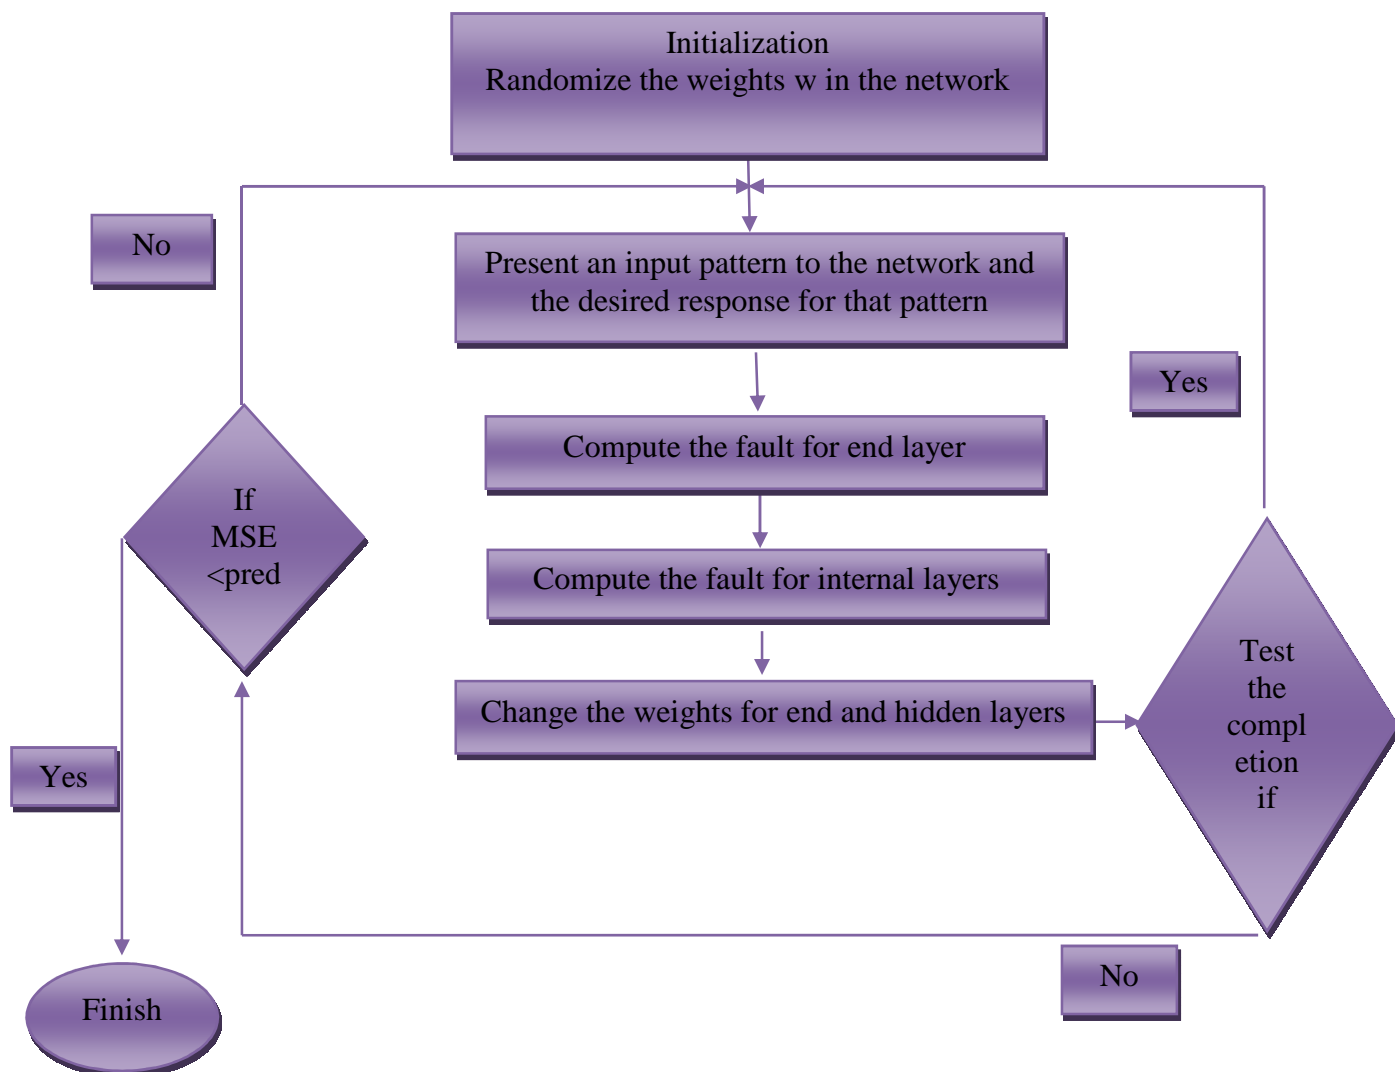 Initialization
Randomize the weights w in the network
No
Present an input pattern to the network and
the desired response for that pattern
Yes
Compute the fault for end layer
If
MSE
<pred
Compute the fault for internal layers
Test
the
compl
etion
if
Change the weights for end and hidden layers
Yes
No
Finish